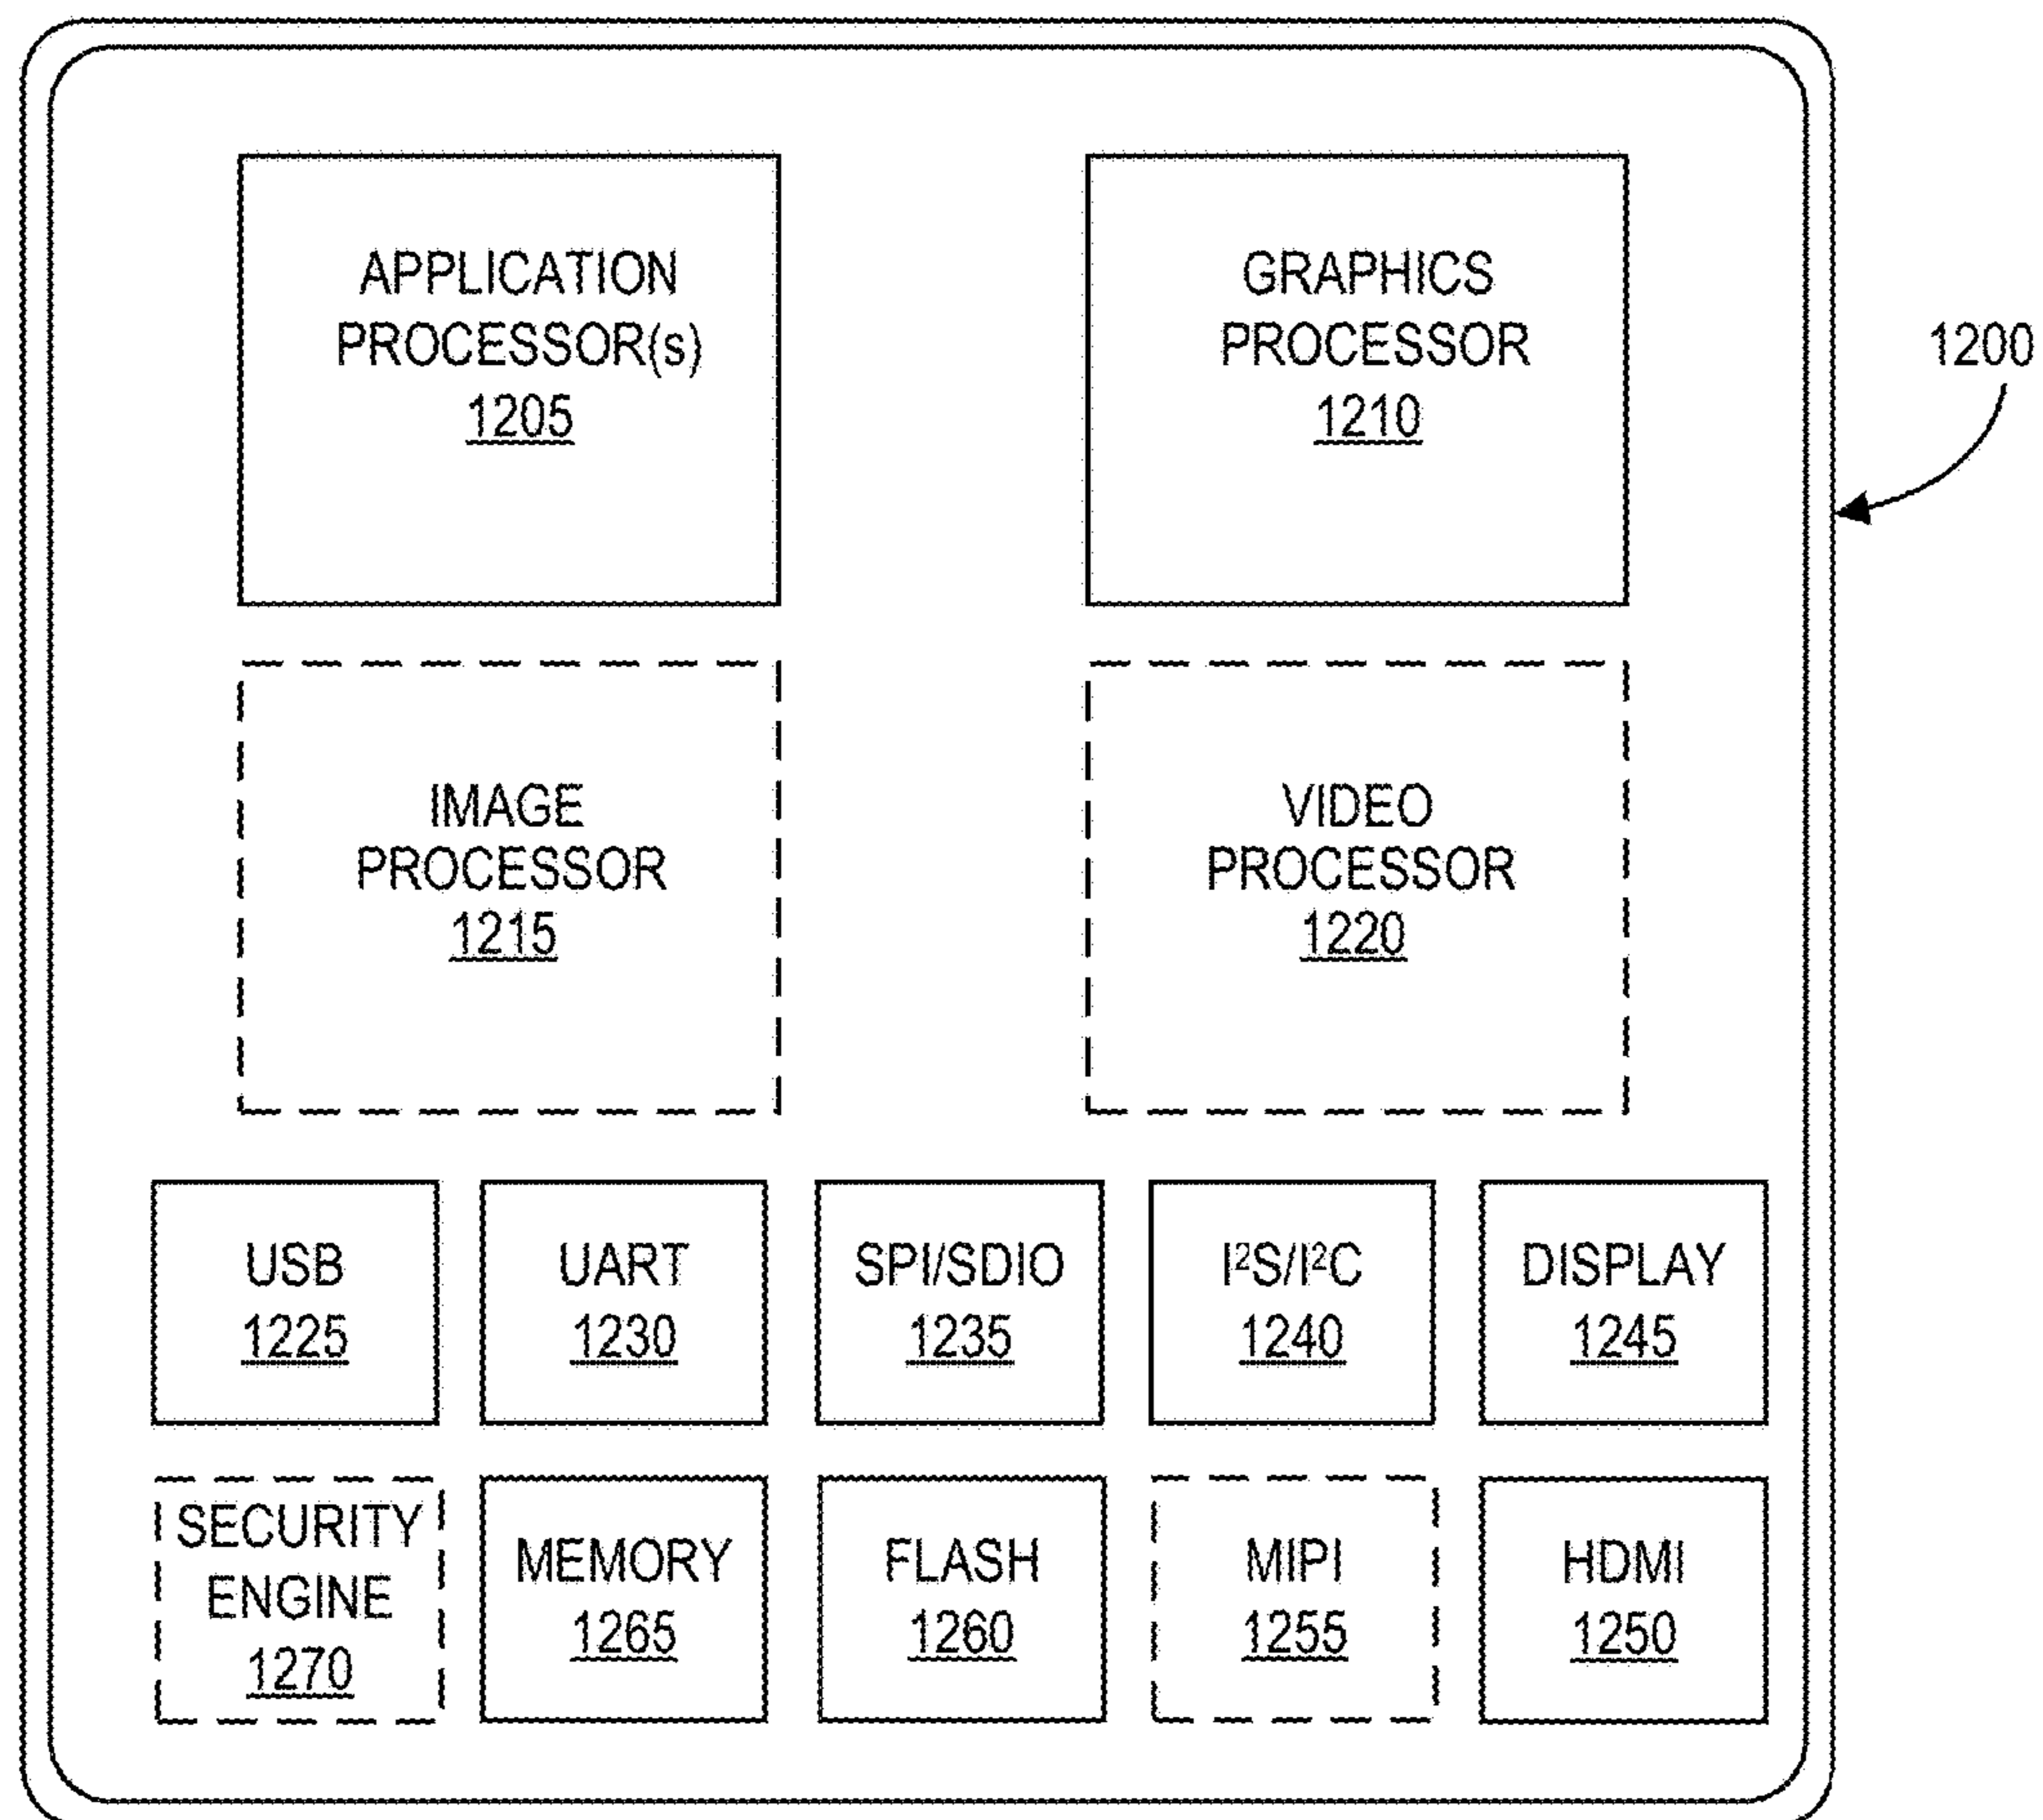 APPLICATION
PROCESSOR(s)
1205
GRAPHICS
PROCESSOR
1210
1200
IMAGE
PROCESSOR
1215
VIDEO
PROCESSOR
1220
USB
1225
UART
1230
SPI/SDIO
1235
I²S/I²C
1240
DISPLAY
1245
SECURITY
ENGINE
1270
MEMORY
1265
FLASH
1260
MIPI
1255
HDMI
1250